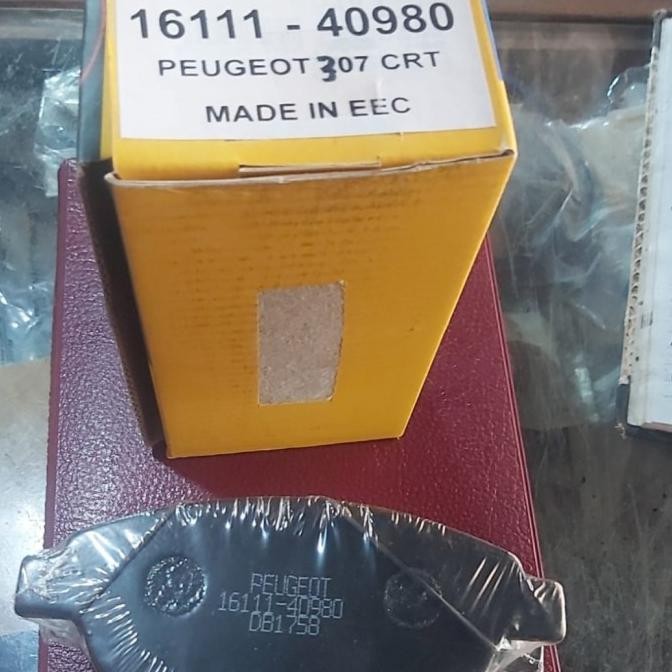 16111 - 40980
PEUGEOT 307 CRT
MADE IN EEC
PEUGEOT
16111-40980
DB1758